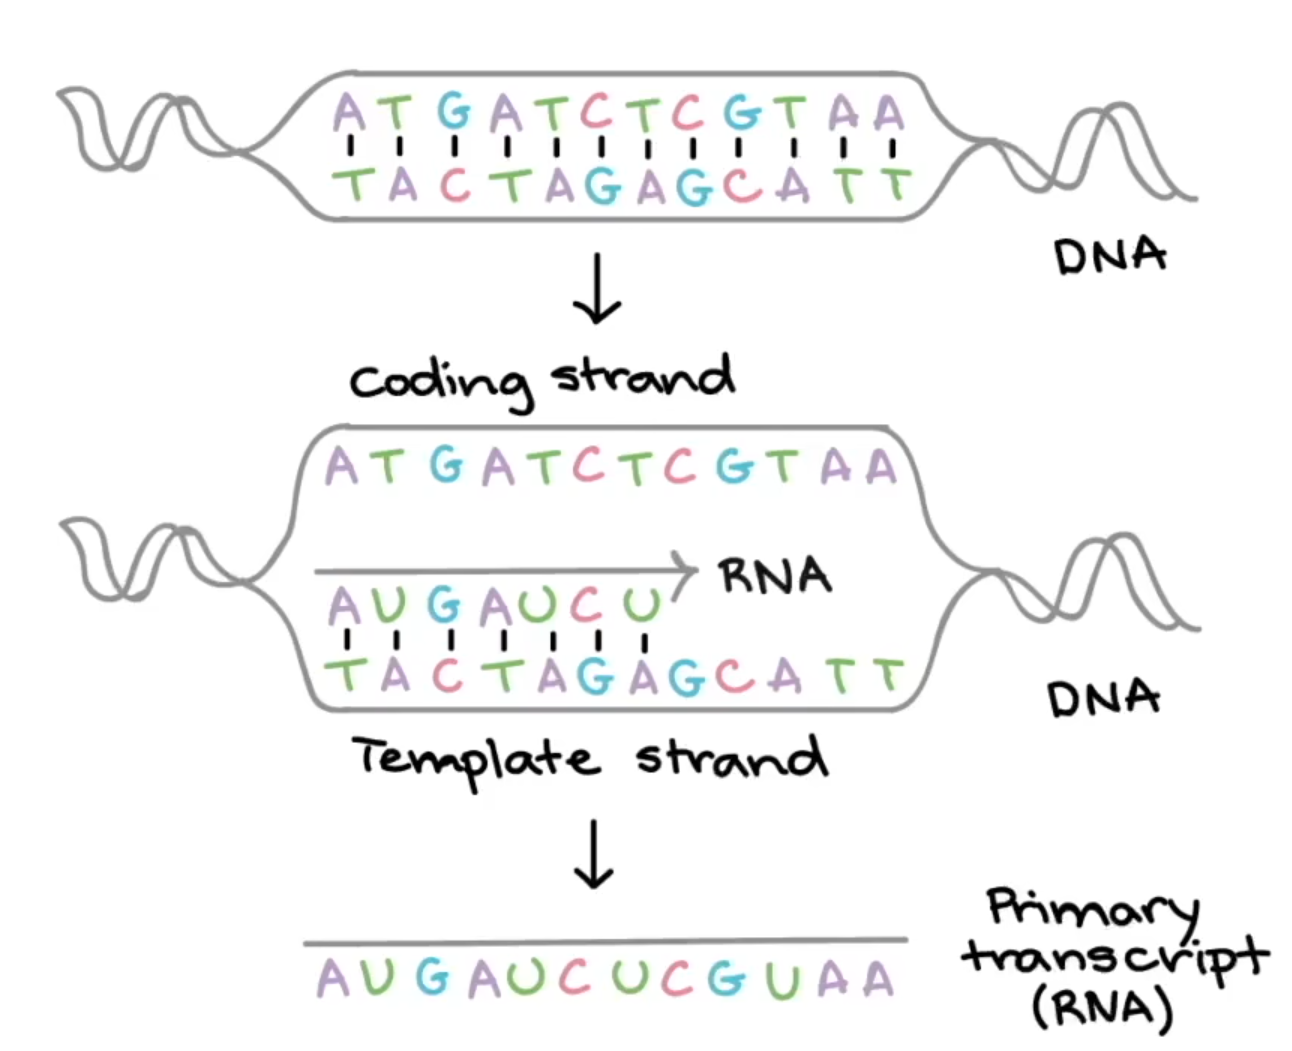 A T G A T C T C G T A A
T A C T A G A G C A T T
DNA
Coding strand
A T G A T C T C G T A A
RNA
A U G A U C U
T A C T A G A G C A T T
DNA
Template strand
Primary
transcript
(RNA)
A U G A U C U C G U A A